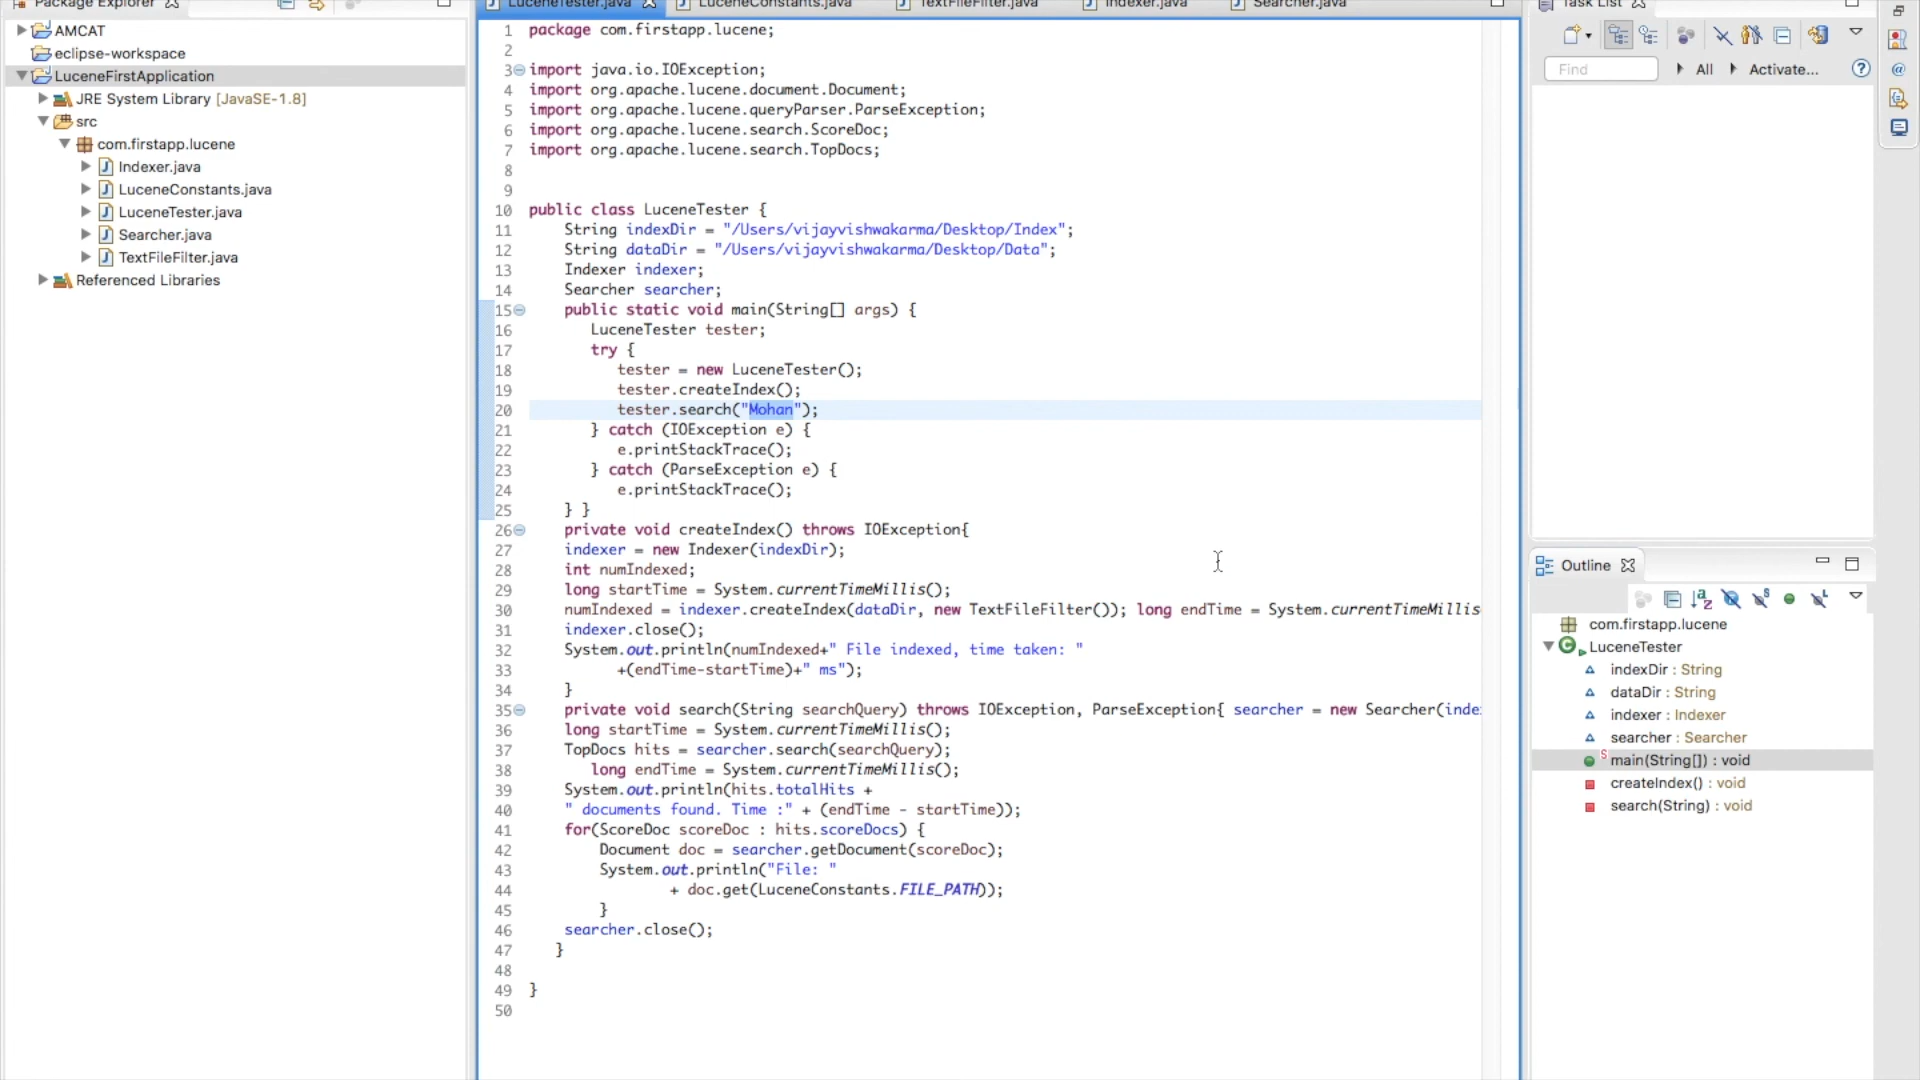 Package Explorer
AMCAT
eclipse-workspace
LuceneFirstApplication
JRE System Library [JavaSE-1.8]
src
com.firstapp.lucene
Indexer.java
LuceneConstants.java
LuceneTester.java
Searcher.java
TextFileFilter.java
Referenced Libraries
LuceneTester.java
LuceneConstants.java
TextFileFilter.java
Indexer.java
Searcher.java
1 package com.firstapp.lucene;
2
3 import java.io.IOException;
4 import org.apache.lucene.document.Document;
5 import org.apache.lucene.queryParser.ParseException;
6 import org.apache.lucene.search.ScoreDoc;
7 import org.apache.lucene.search.TopDocs;
8
9
10 public class LuceneTester {
11 String indexDir = "/Users/vijayvishwakarma/Desktop/Index";
12 String dataDir = "/Users/vijayvishwakarma/Desktop/Data";
13 Indexer indexer;
14 Searcher searcher;
15 public static void main(String[] args) {
16 LuceneTester tester;
17 try {
18 tester = new LuceneTester();
19 tester.createIndex();
20 tester.search("Mohan");
21 } catch (IOException e) {
22 e.printStackTrace();
23 } catch (ParseException e) {
24 e.printStackTrace();
25 } }
26 private void createIndex() throws IOException{
27 indexer = new Indexer(indexDir);
28 int numIndexed;
29 long startTime = System.currentTimeMillis();
30 numIndexed = indexer.createIndex(dataDir, new TextFileFilter()); long endTime = System.currentTimeMillis
31 indexer.close();
32 System.out.println(numIndexed+" File indexed, time taken: "
33 +(endTime-startTime)+" ms");
34 }
35 private void search(String searchQuery) throws IOException, ParseException{ searcher = new Searcher(inde
36 long startTime = System.currentTimeMillis();
37 TopDocs hits = searcher.search(searchQuery);
38 long endTime = System.currentTimeMillis();
39 System.out.println(hits.totalHits +
40 " documents found. Time :" + (endTime - startTime));
41 for(ScoreDoc scoreDoc : hits.scoreDocs) {
42 Document doc = searcher.getDocument(scoreDoc);
43 System.out.println("File: "
44 + doc.get(LuceneConstants.FILE_PATH));
45 }
46 searcher.close();
47 }
48
49 }
50
Task List
Find
All
Activate...
Outline
com.firstapp.lucene
LuceneTester
indexDir : String
dataDir : String
indexer : Indexer
searcher : Searcher
main(String[]) : void
createIndex() : void
search(String) : void